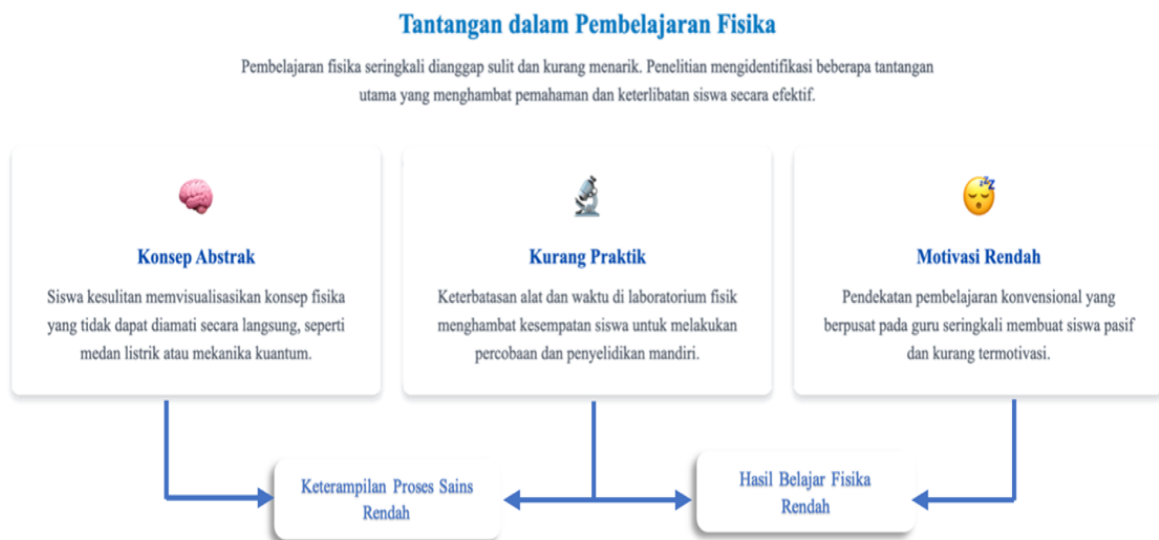 Tantangan dalam Pembelajaran Fisika
Pembelajaran fisika seringkali dianggap sulit dan kurang menarik. Penelitian mengidentifikasi beberapa tantangan
utama yang menghambat pemahaman dan keterlibatan siswa secara efektif.
Konsep Abstrak
Siswa kesulitan memvisualisasikan konsep fisika
yang tidak dapat diamati secara langsung, seperti
medan listrik atau mekanika kuantum.
Kurang Praktik
Keterbatasan alat dan waktu di laboratorium fisik
menghambat kesempatan siswa untuk melakukan
percobaan dan penyelidikan mandiri.
Motivasi Rendah
Pendekatan pembelajaran konvensional yang
berpusat pada guru seringkali membuat siswa pasif
dan kurang termotivasi.
Keterampilan Proses Sains
Rendah
Hasil Belajar Fisika
Rendah